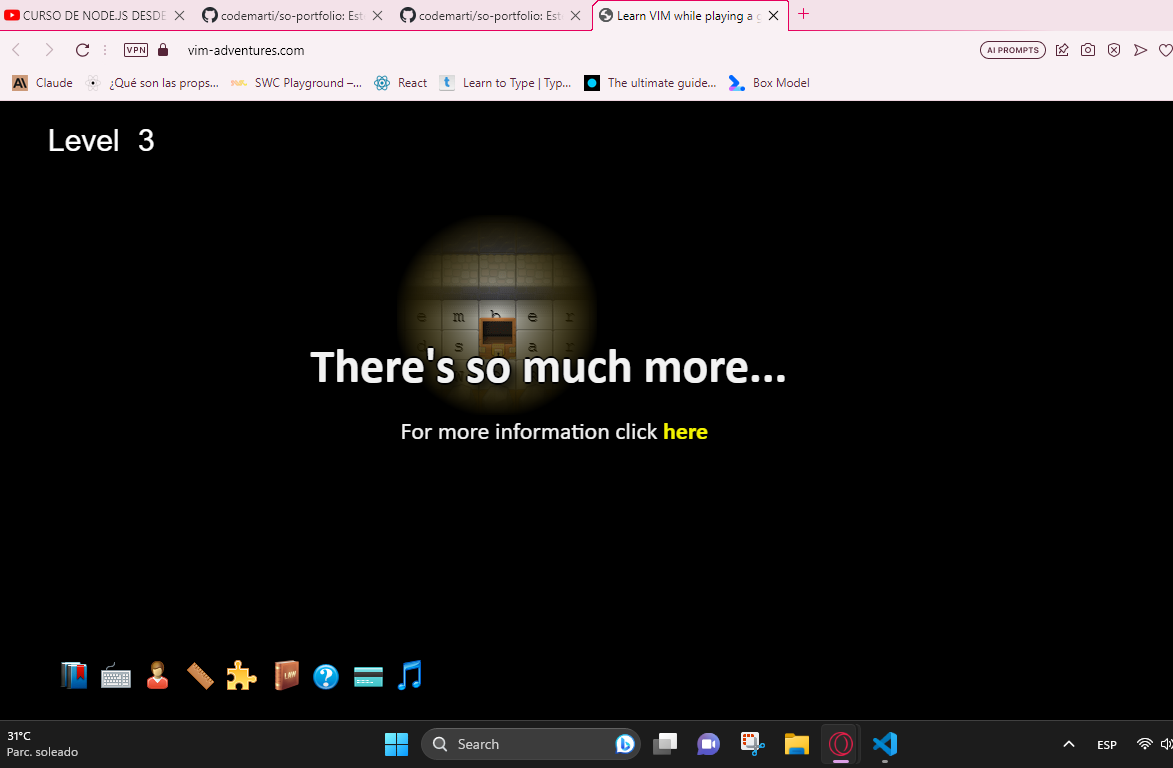 CURSO DE NODE.JS DESDE
codemarti/so-portfolio: Est
codemarti/so-portfolio: Est
Learn VIM while playing a g
VPN
vim-adventures.com
AI PROMPTS
Claude
¿Qué son las props...
SWC Playground –...
React
Learn to Type | Typ...
The ultimate guide...
Box Model
Level 3
e m b e r
s a
There's so much more...
For more information click here
LAW
31°C
Parc. soleado
Search
ESP